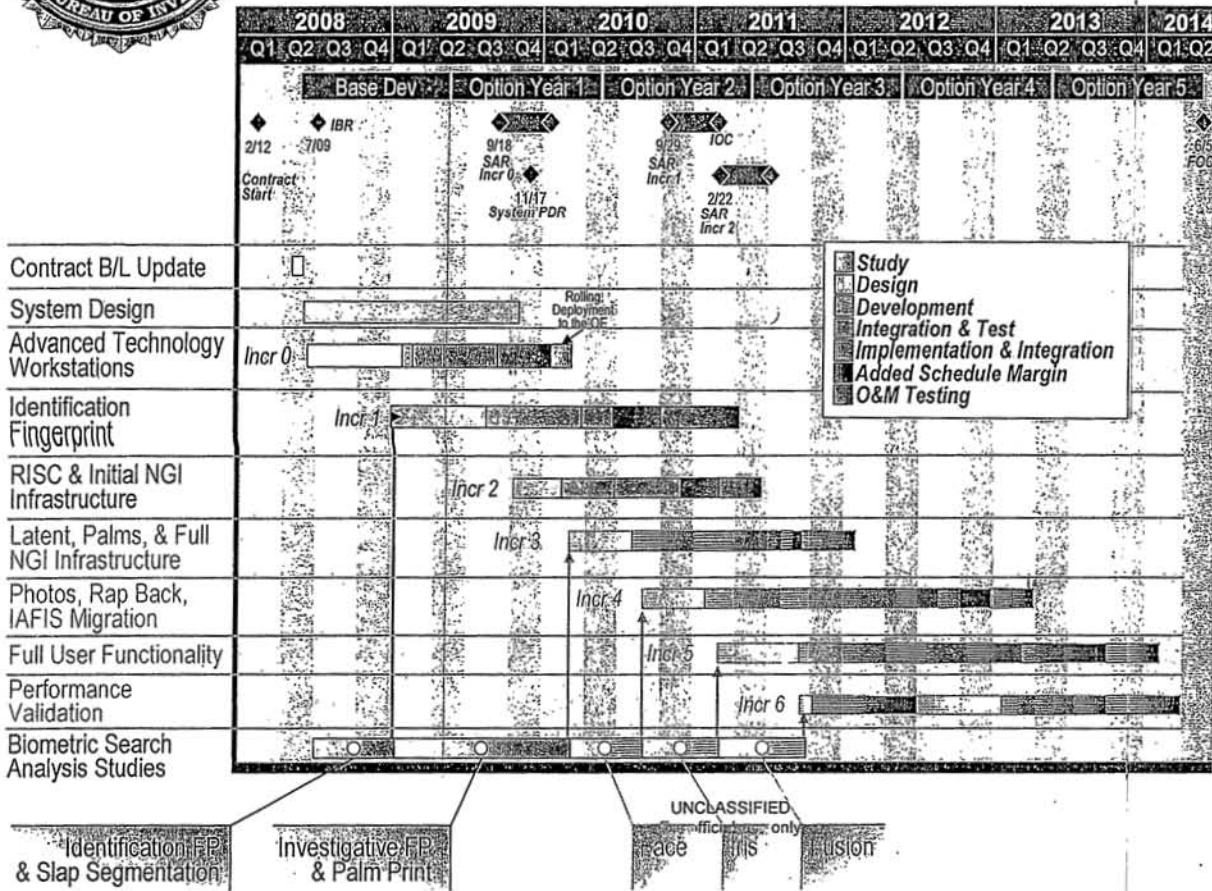 BUREAU OF INVE
2008 2009 2010 2011 2012 2013 2014
Q1 Q2 Q3 Q4 Q1 Q2 Q3 Q4 Q1 Q2 Q3 Q4 Q1 Q2 Q3 Q4 Q1 Q2 Q3 Q4 Q1 Q2 Q3 Q4 Q1 Q2
Base Dev Option Year 1 Option Year 2 Option Year 3 Option Year 4 Option Year 5
2/12
Contract
Start
7/09 IBR
9/18
SAR
Incr 0
11/17
System PDR
9/29
SAR
Incr 1
IOC
2/22
SAR
Incr 2
6/5
FOC
Study
Design
Development
Integration & Test
Implementation & Integration
Added Schedule Margin
O&M Testing
Contract B/L Update
System Design
Rolling
Deployment
to the OE
Advanced Technology
Workstations
Incr 0
Identification
Fingerprint
Incr 1
RISC & Initial NGI
Infrastructure
Incr 2
Latent, Palms, & Full
NGI Infrastructure
Incr 3
Photos, Rap Back,
IAFIS Migration
Incr 4
Full User Functionality
Incr 5
Performance
Validation
Incr 6
Biometric Search
Analysis Studies
UNCLASSIFIED
only
Identification FP
& Slap Segmentation
Investigative FP
& Palm Print
Face
Iris
Fusion